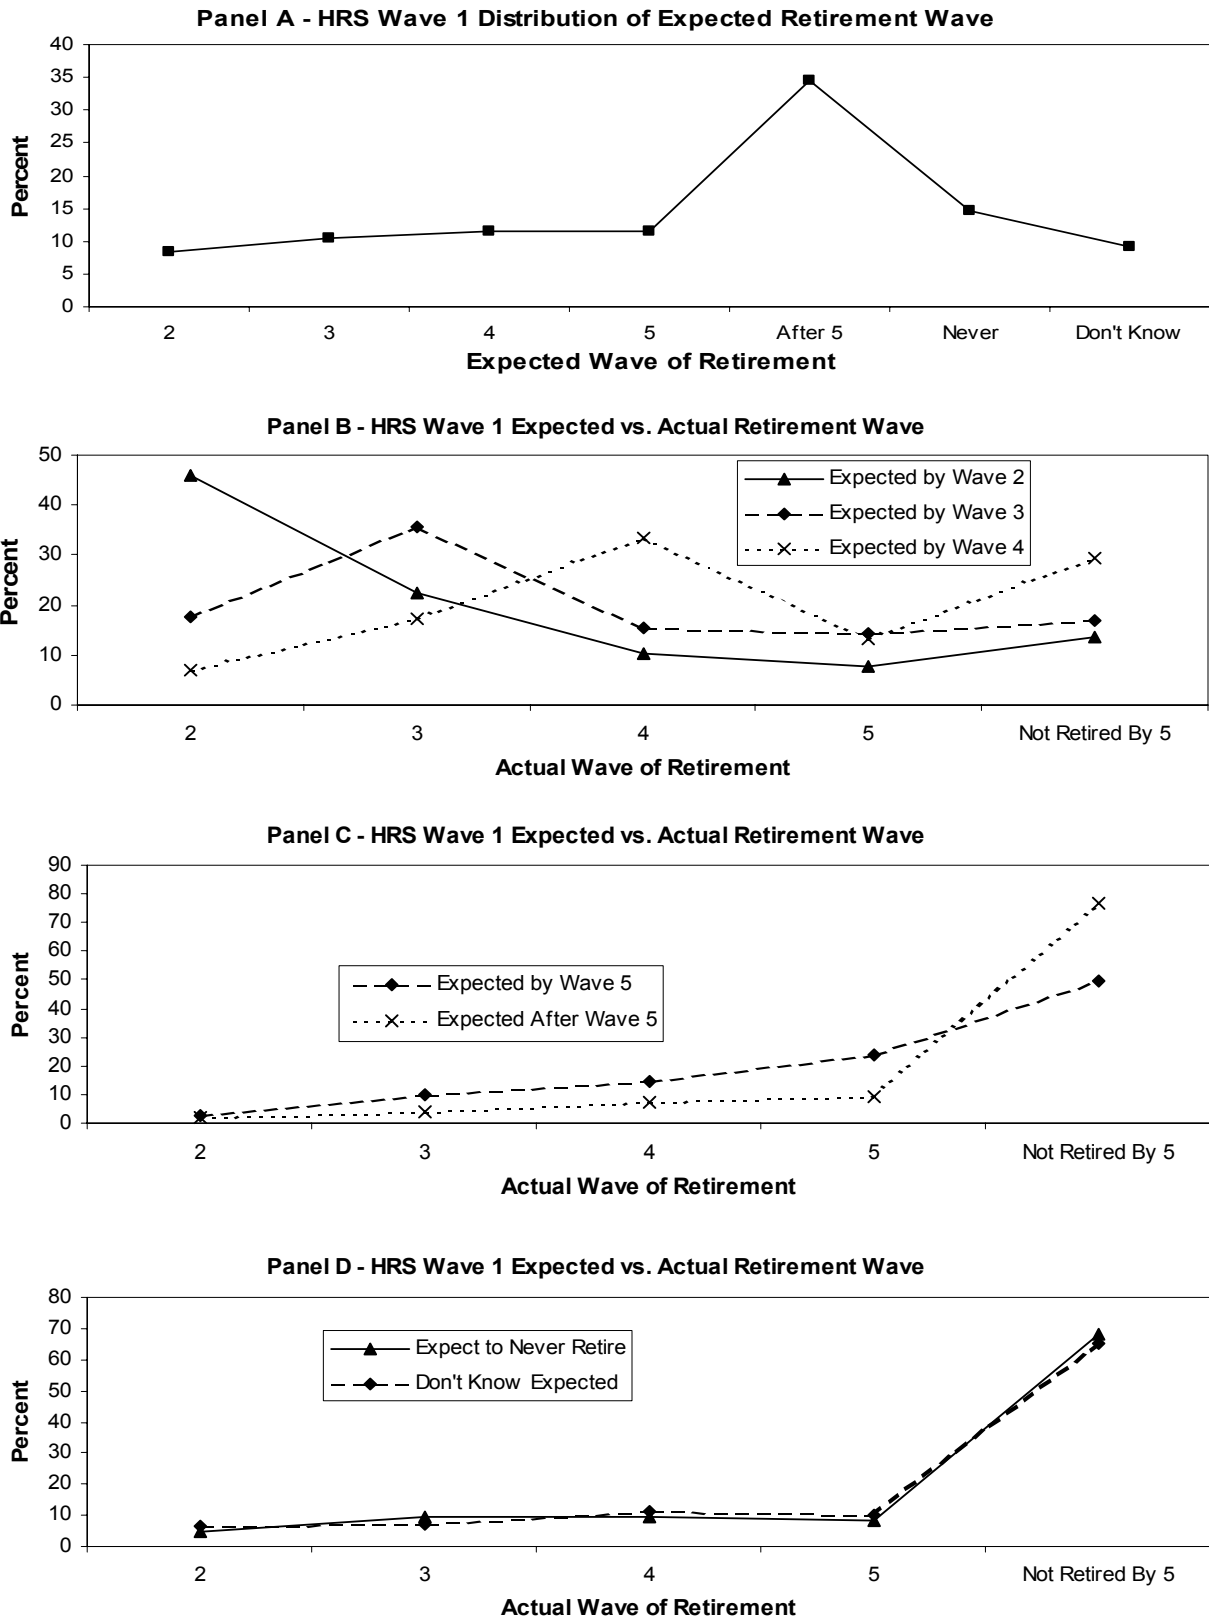 Panel A - HRS Wave 1 Distribution of Expected Retirement Wave
40
35
30
25
20
15
10
5
0
Percent
2 3 4 5 After 5 Never Don't Know
Expected Wave of Retirement
Panel B - HRS Wave 1 Expected vs. Actual Retirement Wave
50
40
30
20
10
0
Percent
Expected by Wave 2
Expected by Wave 3
Expected by Wave 4
2 3 4 5 Not Retired By 5
Actual Wave of Retirement
Panel C - HRS Wave 1 Expected vs. Actual Retirement Wave
90
80
70
60
50
40
30
20
10
0
Percent
Expected by Wave 5
Expected After Wave 5
2 3 4 5 Not Retired By 5
Actual Wave of Retirement
Panel D - HRS Wave 1 Expected vs. Actual Retirement Wave
80
70
60
50
40
30
20
10
0
Percent
Expect to Never Retire
Don't Know Expected
2 3 4 5 Not Retired By 5
Actual Wave of Retirement